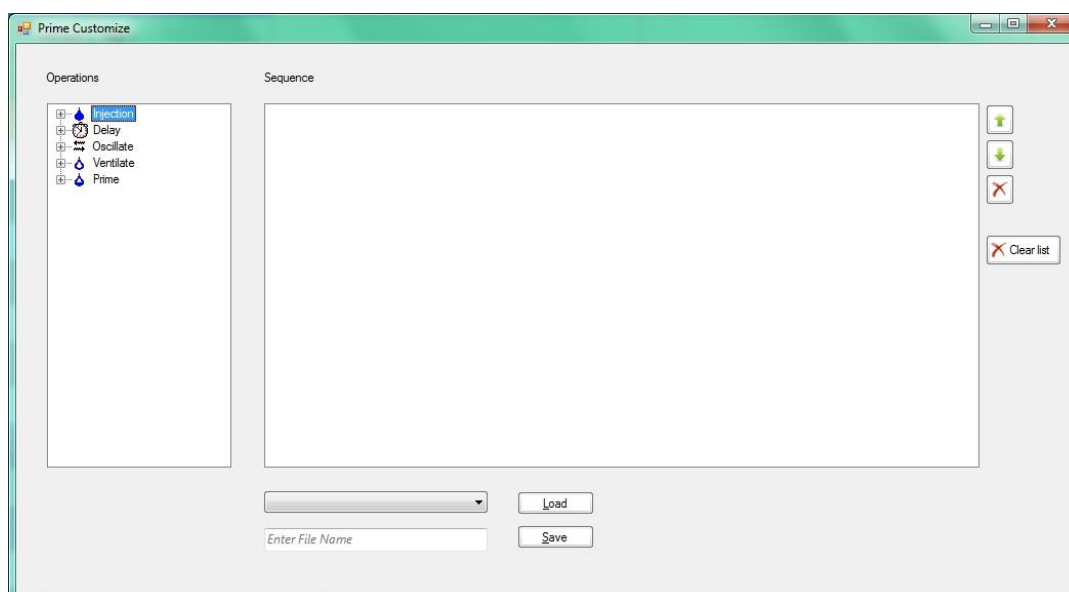 Prime Customize
Operations
Sequence
Injection
Delay
Oscillate
Ventilate
Prime
Clear list
Load
Enter File Name
Save